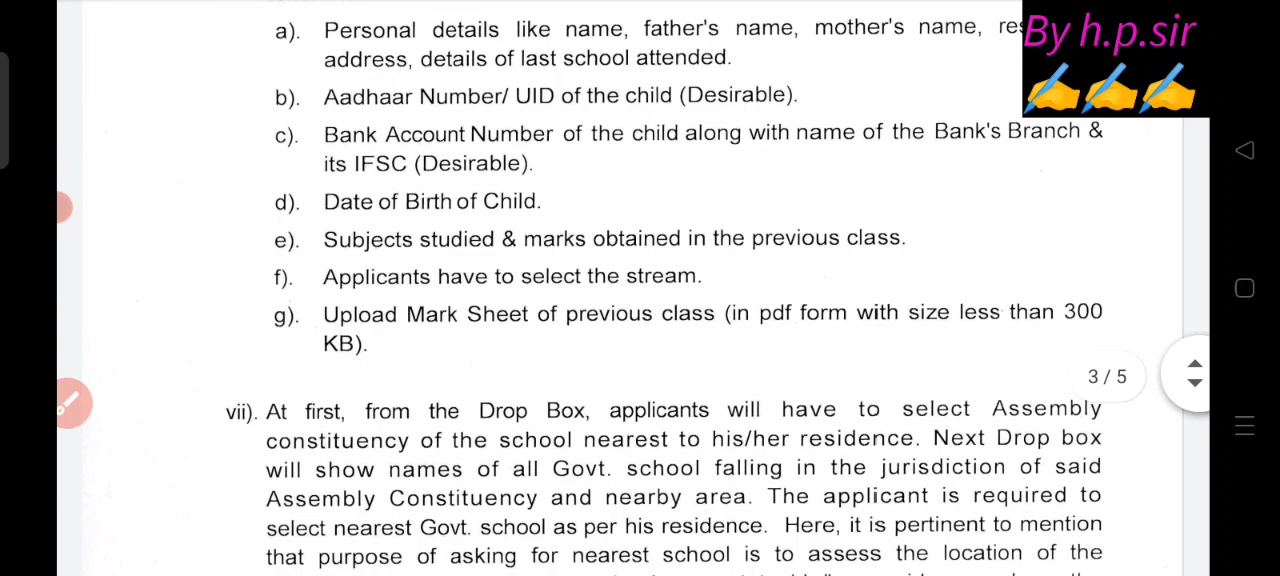 a). Personal details like name, father's name, mother's name,
By h.p.sir
address, details of last school attended.
b). Aadhaar Number/ UID of the child (Desirable).
c). Bank Account Number of the child along with name of the Bank's Branch &
its IFSC (Desirable).
d). Date of Birth of Child.
e). Subjects studied & marks obtained in the previous class.
f). Applicants have to select the stream.
g). Upload Mark Sheet of previous class (in pdf form with size less than 300
KB).
3 / 5
vii). At first, from the Drop Box, applicants will have to select Assembly
constituency of the school nearest to his/her residence. Next Drop box
will show names of all Govt. school falling in the jurisdiction of said
Assembly Constituency and nearby area. The applicant is required to
select nearest Govt. school as per his residence. Here, it is pertinent to mention
that purpose of asking for nearest school is to assess the location of the